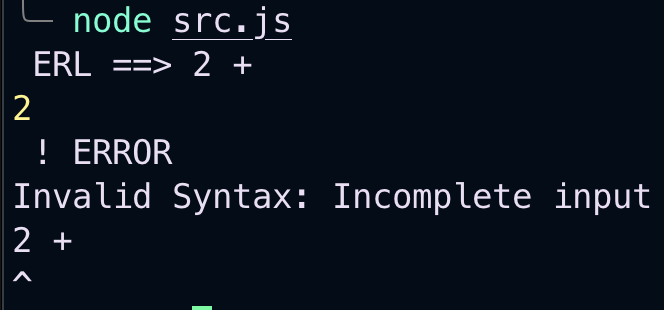 node src.js
ERL ==> 2 +
2
! ERROR
Invalid Syntax: Incomplete input
2 +
^